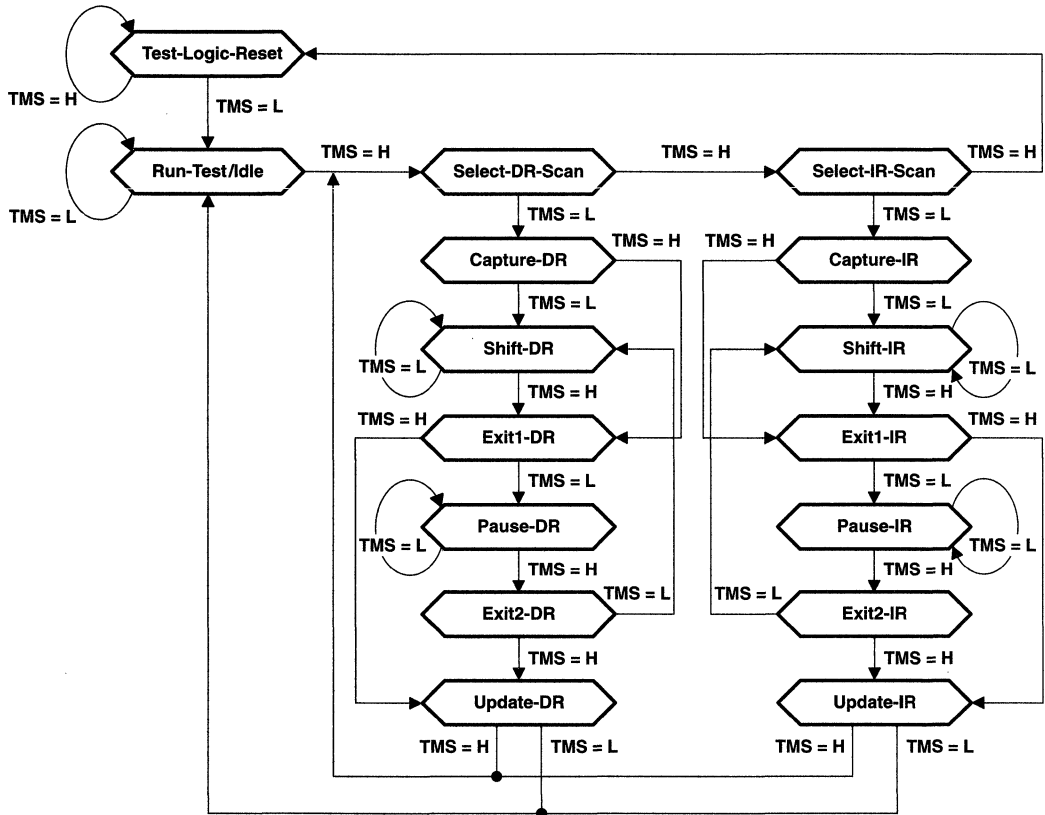 Test-Logic-Reset
TMS = H
TMS = L
TMS = H
TMS = H
TMS = H
Run-Test/Idle
Select-DR-Scan
Select-IR-Scan
TMS = L
TMS = L
TMS = L
TMS = H
TMS = H
Capture-DR
Capture-IR
TMS = L
TMS = L
Shift-DR
Shift-IR
TMS = L
TMS = L
TMS = H
TMS = H
TMS = H
TMS = H
Exit1-DR
Exit1-IR
TMS = L
TMS = L
Pause-DR
Pause-IR
TMS = L
TMS = L
TMS = H
TMS = H
TMS = L
TMS = L
Exit2-DR
Exit2-IR
TMS = H
TMS = H
Update-DR
Update-IR
TMS = H
TMS = L
TMS = H
TMS = L